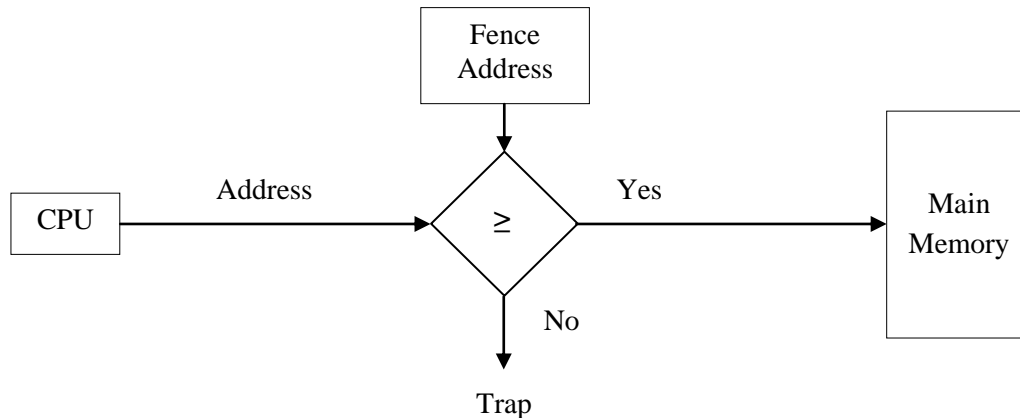 Fence
Address
Address
Yes
CPU
≥
Main
Memory
No
Trap